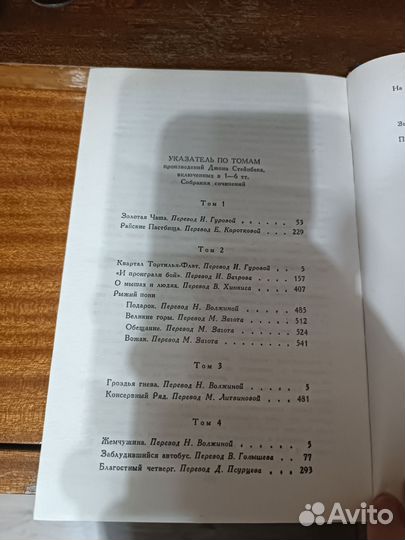 УКАЗАТЕЛЬ ПО ТОМАМ
произведений Джона Стейнбека,
включенных в 1—6 тт.
Собрания сочинений
Том 1
Золотая Чаша. Перевод И. Гуровой . . . . . . 53
Райские Пастбища. Перевод Е. Коротковой . . 229
Том 2
Квартал Тортилья-Флэт. Перевод И. Гуровой . . 5
«И проиграли бой». Перевод Н. Вахрова . . . . 157
О мышах и людях. Перевод В. Хинкиса . . . . 407
Рыжий пони
Подарок. Перевод Н. Волжиной . . . . . 485
Великие горы. Перевод М. Загота . . . . 512
Обещание. Перевод М. Загота . . . . . 524
Вожак. Перевод М. Загота . . . . . . 541
Том 3
Гроздья гнева. Перевод Н. Волжиной . . . . . 5
Консервный Ряд. Перевод М. Литвиновой . . . 481
Том 4
Жемчужина. Перевод Н. Волжиной . . . . . 5
Заблудившийся автобус. Перевод В. Голышева . . 77
Благостный четверг. Перевод Д. Псурцева . . . 293
На
За
П
Avito